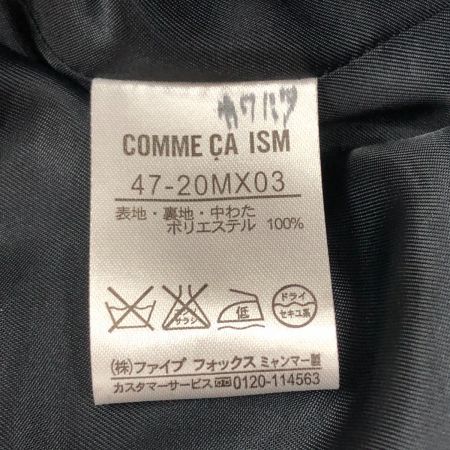 カワハラ
COMME ÇA ISM
47-20MX03
表地・裏地・中わた
ポリエステル 100%
エンソ
サラシ
低
ドライ
セキユ系
(株)ファイブ フォックス ミャンマー製
カスタマーサービス 0120-114563